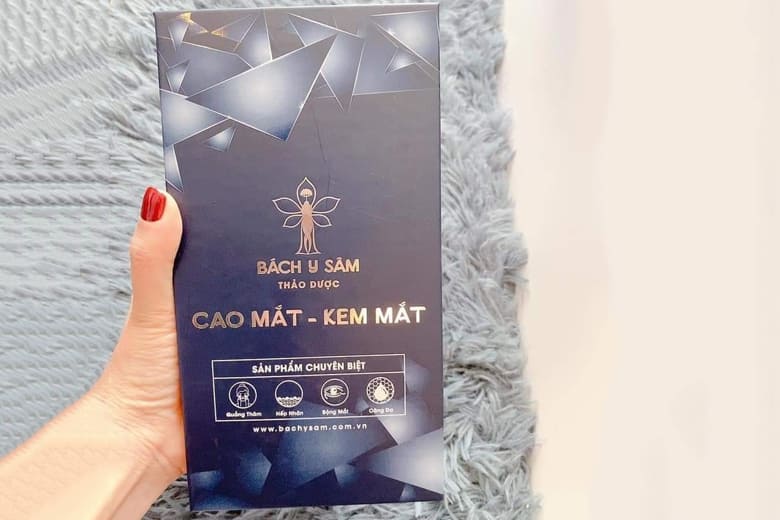 BÁCH Y SÂM
THẢO DƯỢC
CAO MẮT - KEM MẮT
SẢN PHẨM CHUYÊN BIỆT
Quầng Thâm Nếp Nhăn Bọng Mắt Căng Da
www.bachysam.com.vn